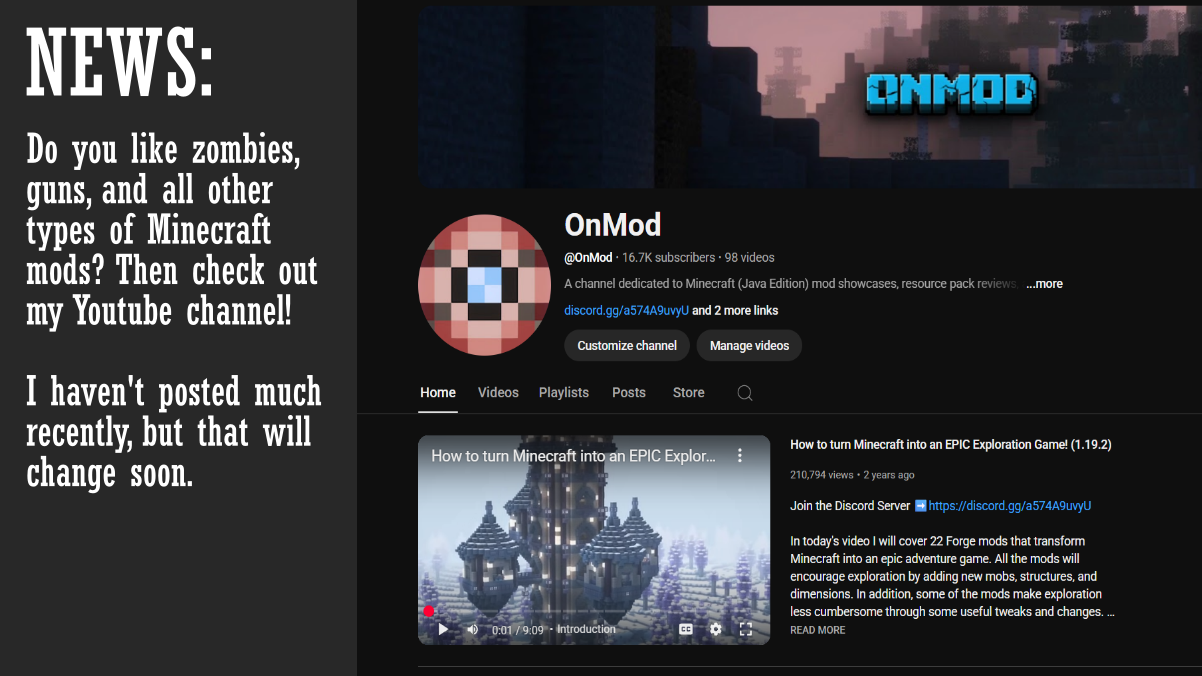 NEWS:
Do you like zombies,
guns, and all other
types of Minecraft
mods? Then check out
my Youtube channel!
I haven't posted much
recently, but that will
change soon.
ONMOD
OnMod
@OnMod · 16.7K subscribers · 98 videos
A channel dedicated to Minecraft (Java Edition) mod showcases, resource pack reviews, ...more
discord.gg/a574A9uvyU and 2 more links
Customize channel Manage videos
Home Videos Playlists Posts Store
How to turn Minecraft into an EPIC Explor...
0:01 / 9:09 • Introduction
CC
How to turn Minecraft into an EPIC Exploration Game! (1.19.2)
210,794 views • 2 years ago
Join the Discord Server ➡️https://discord.gg/a574A9uvyU
In today's video I will cover 22 Forge mods that transform
Minecraft into an epic adventure game. All the mods will
encourage exploration by adding new mobs, structures, and
dimensions. In addition, some of the mods make exploration
less cumbersome through some useful tweaks and changes. ...
READ MORE